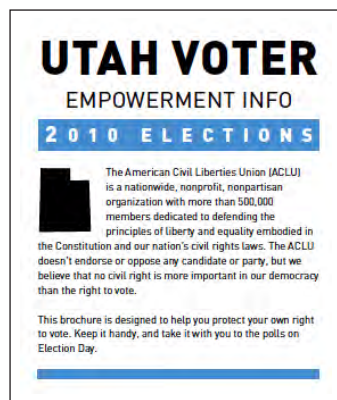 UTAH VOTER
EMPOWERMENT INFO
2010 ELECTIONS
The American Civil Liberties Union (ACLU)
is a nationwide, nonprofit, nonpartisan
organization with more than 500,000
members dedicated to defending the
principles of liberty and equality embodied in
the Constitution and our nation's civil rights laws. The ACLU
doesn't endorse or oppose any candidate or party, but we
believe that no civil right is more important in our democracy
than the right to vote.
This brochure is designed to help you protect your own right
to vote. Keep it handy, and take it with you to the polls on
Election Day.